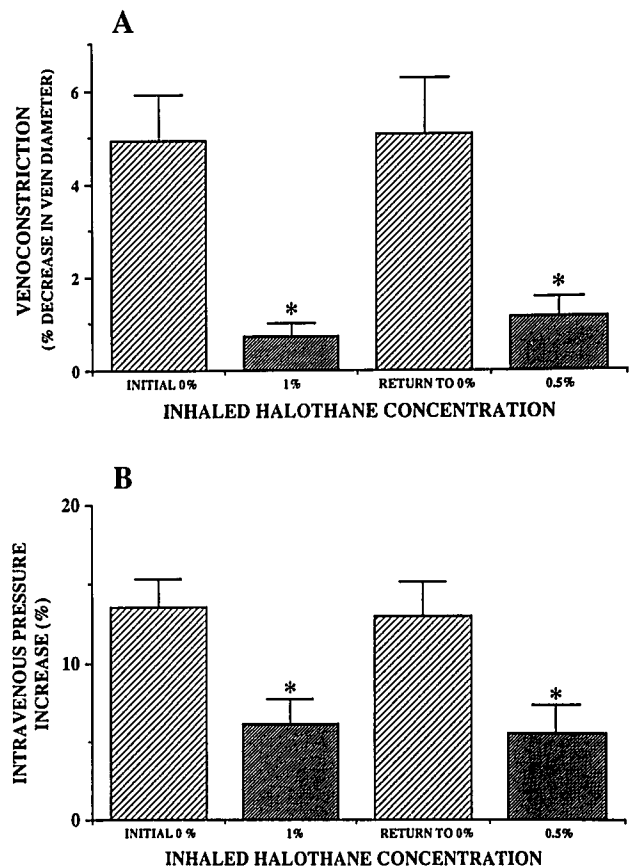 A
VENOCONSTRICTION
(% DECREASE IN VEIN DIAMETER)
6
4
2
0
*
*
INITIAL 0%
1%
RETURN TO 0%
0.5%
INHALED HALOTHANE CONCENTRATION
B
INTRAVENOUS PRESSURE
INCREASE (%)
20
10
0
*
*
INITIAL 0 %
1%
RETURN TO 0%
0.5%
INHALED HALOTHANE CONCENTRATION